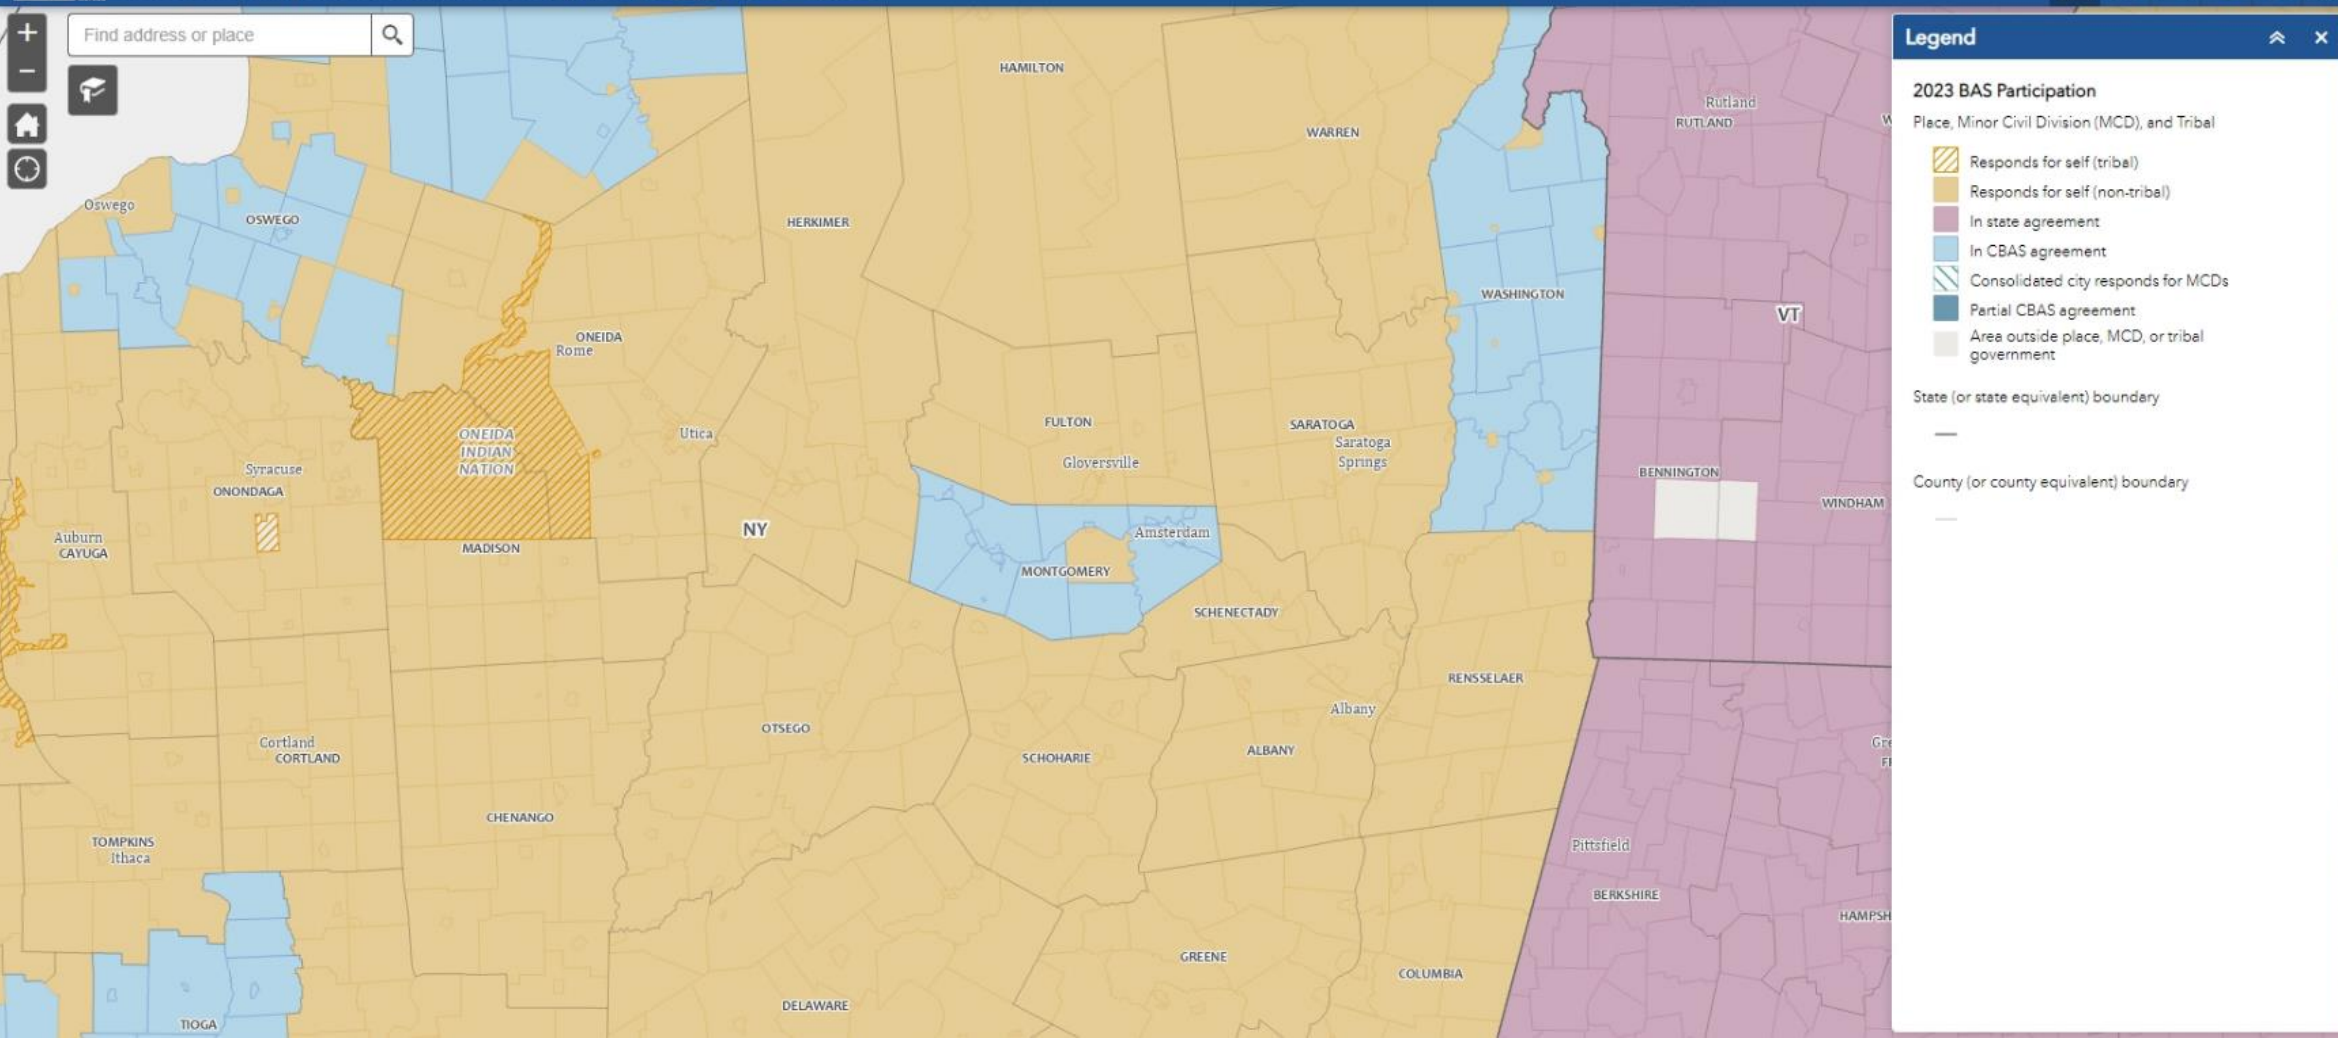 +
Find address or place
−
HAMILTON
Rutland
RUTLAND
WARREN
Oswego
OSWEGO
HERKIMER
WASHINGTON
VT
ONEIDA
Rome
ONEIDA
INDIAN
NATION
Utica
FULTON
Gloversville
SARATOGA
Saratoga
Springs
Syracuse
ONONDAGA
BENNINGTON
WINDHAM
NY
Auburn
CAYUGA
MADISON
Amsterdam
MONTGOMERY
SCHENECTADY
RENSSELAER
Albany
ALBANY
OTSEGO
SCHOHARIE
Cortland
CORTLAND
CHENANGO
TOMPKINS
Ithaca
Pittsfield
BERKSHIRE
HAMPSH
GREENE
COLUMBIA
DELAWARE
TIOGA
Gre
Legend
2023 BAS Participation
Place, Minor Civil Division (MCD), and Tribal
Responds for self (tribal)
Responds for self (non-tribal)
In state agreement
In CBAS agreement
Consolidated city responds for MCDs
Partial CBAS agreement
Area outside place, MCD, or tribal
government
State (or state equivalent) boundary
County (or county equivalent) boundary